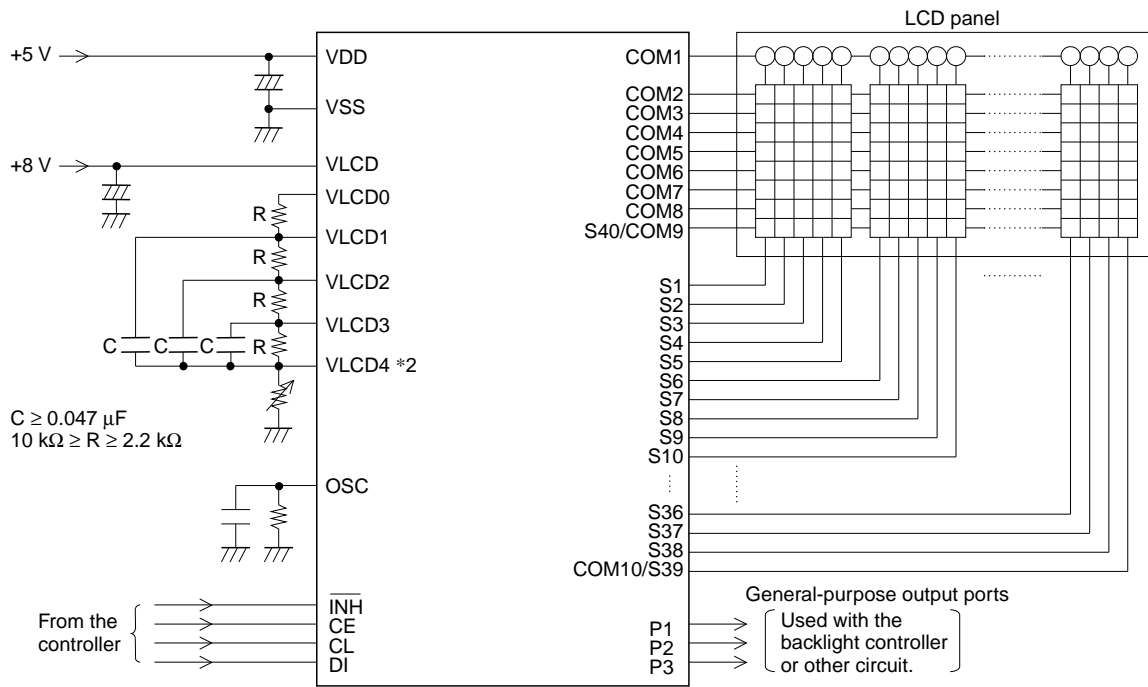 LCD panel
+5 V
VDD
VSS
+8 V
VLCD
VLCD0
R
VLCD1
R
VLCD2
R
VLCD3
C
C
C
R
VLCD4 *2
C ≥ 0.047 μF
10 kΩ ≥ R ≥ 2.2 kΩ
OSC
From the
controller
INH
CE
CL
DI
COM1
COM2
COM3
COM4
COM5
COM6
COM7
COM8
S40/COM9
S1
S2
S3
S4
S5
S6
S7
S8
S9
S10
S36
S37
S38
COM10/S39
General-purpose output ports
P1
P2
P3
Used with the
backlight controller
or other circuit.